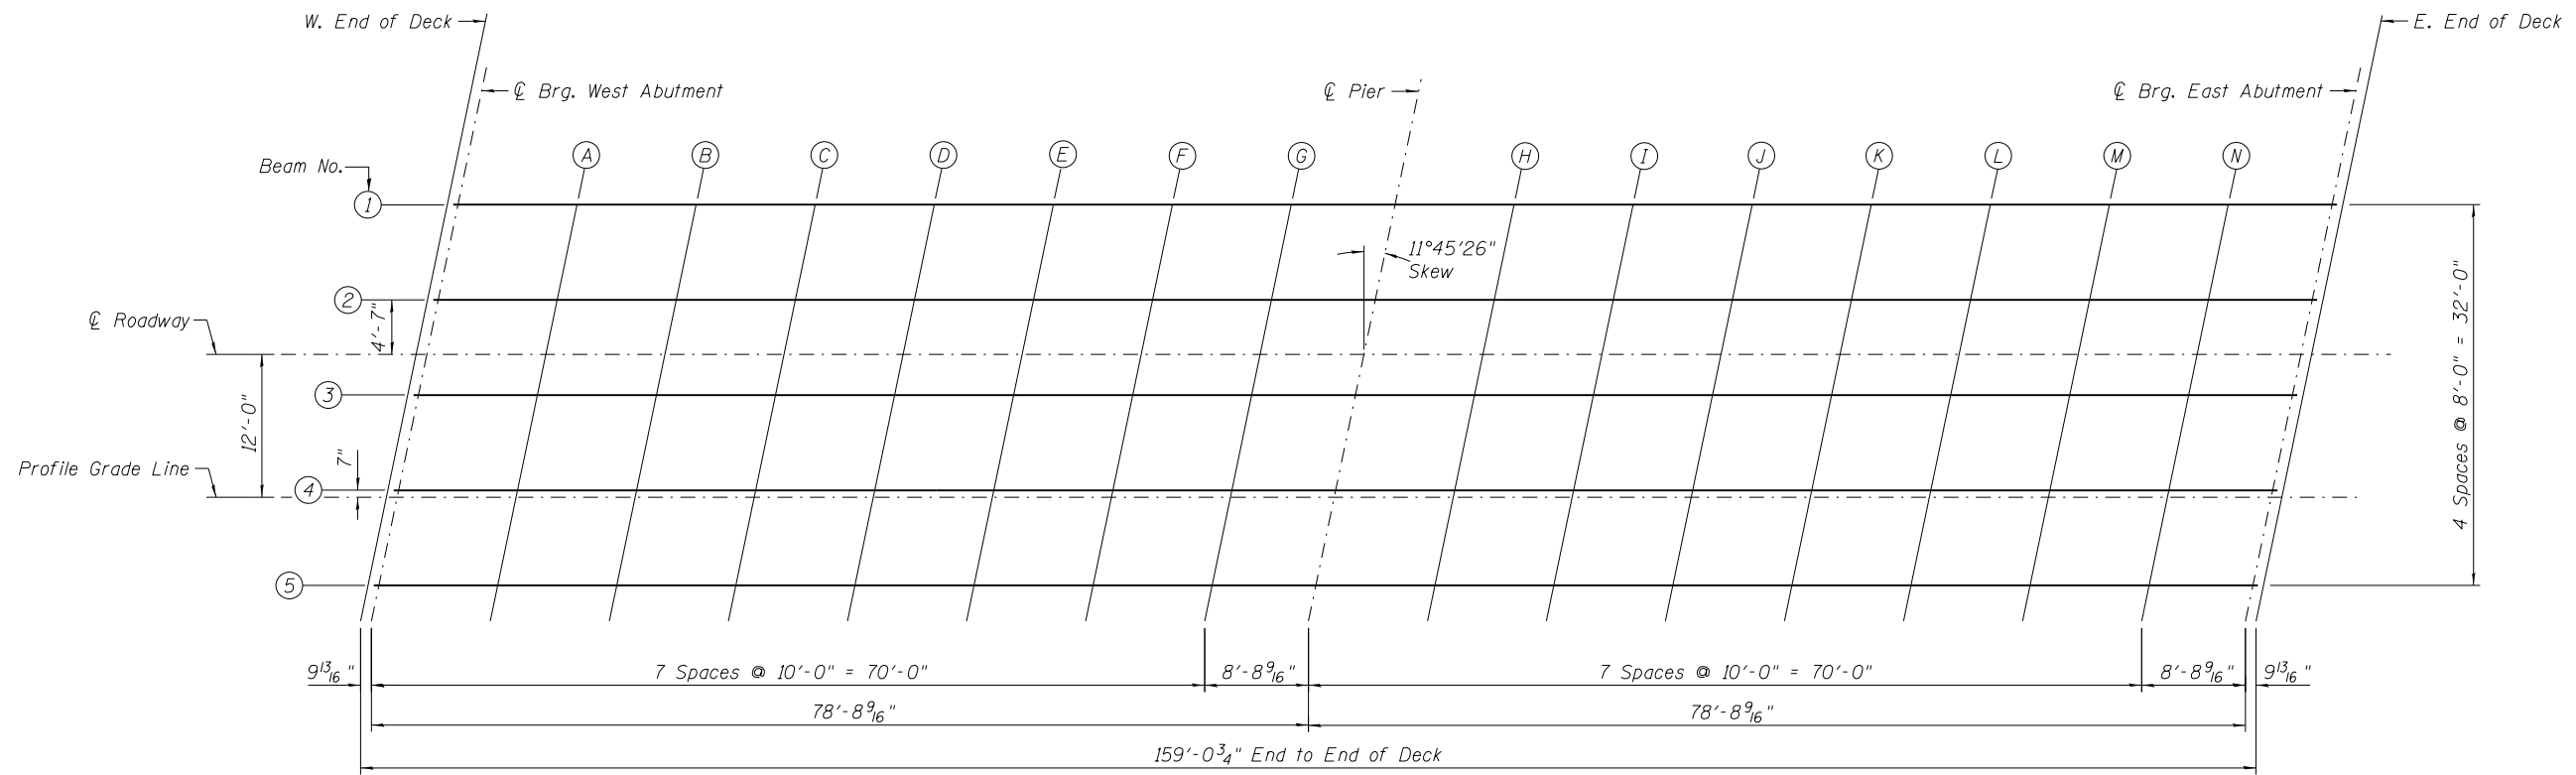 W. End of Deck
E. End of Deck
℄ Brg. West Abutment
℄ Pier
℄ Brg. East Abutment
A B C D E F G H I J K L M N
Beam No.
1
11°45'26"
Skew
2
4'-7"
℄ Roadway
4 Spaces @ 8'-0" = 32'-0"
3
12'-0"
Profile Grade Line
7"
4
5
9 13/16" 7 Spaces @ 10'-0" = 70'-0" 8'-8 9/16" 7 Spaces @ 10'-0" = 70'-0" 8'-8 9/16" 9 13/16"
78'-8 9/16" 78'-8 9/16"
159'-0 3/4" End to End of Deck